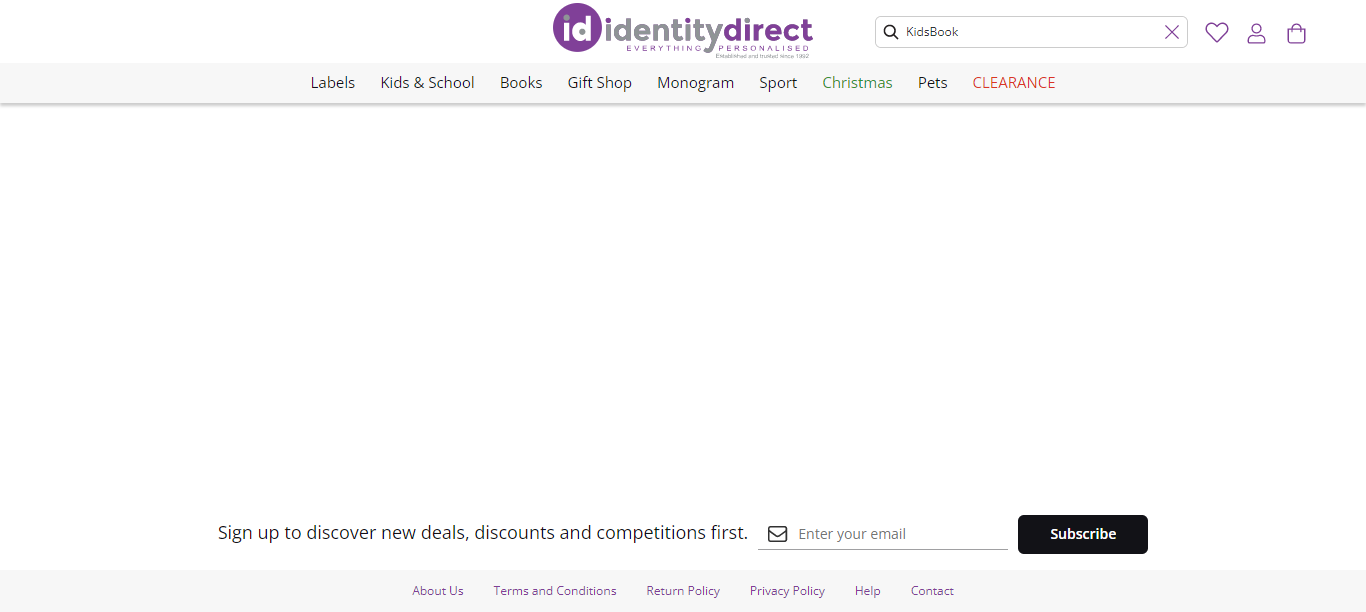 id identitydirect
EVERYTHING PERSONALISED
Established and trusted since 1992
KidsBook
Labels Kids & School Books Gift Shop Monogram Sport Christmas Pets CLEARANCE
Sign up to discover new deals, discounts and competitions first. Enter your email Subscribe
About Us Terms and Conditions Return Policy Privacy Policy Help Contact